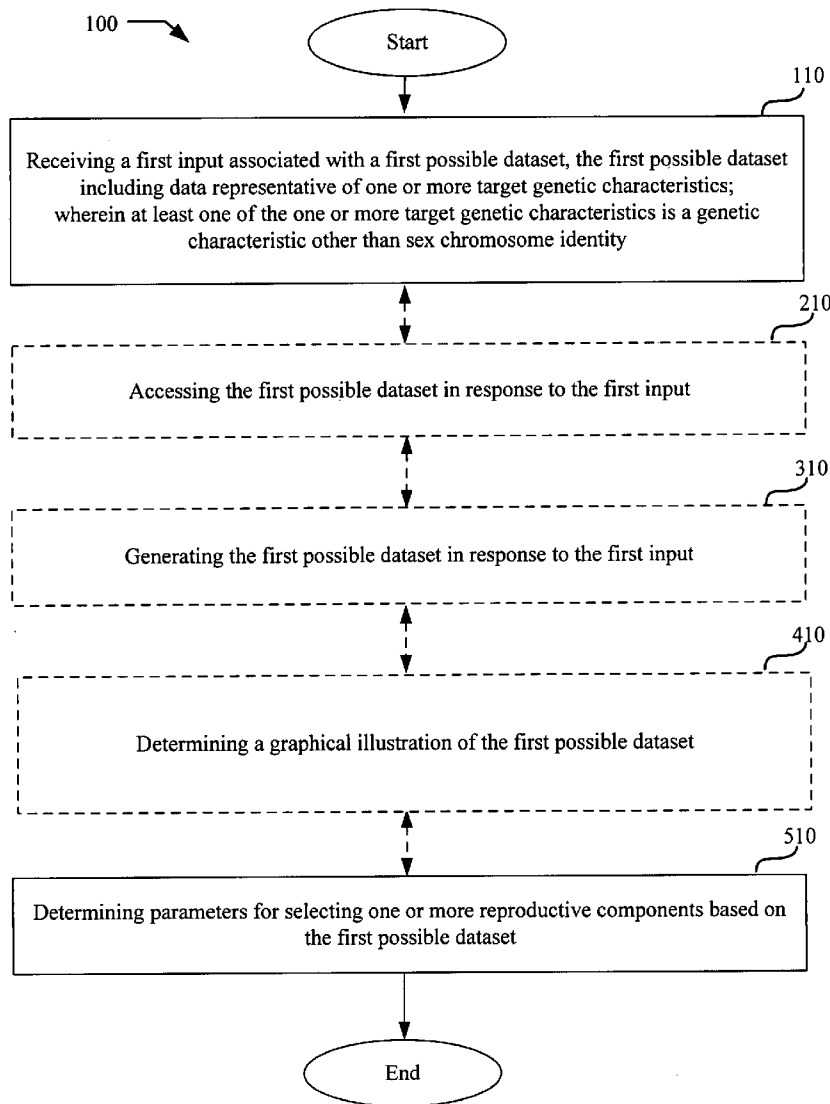 100
Start
110
Receiving a first input associated with a first possible dataset, the first possible dataset
including data representative of one or more target genetic characteristics;
wherein at least one of the one or more target genetic characteristics is a genetic
characteristic other than sex chromosome identity
210
Accessing the first possible dataset in response to the first input
310
Generating the first possible dataset in response to the first input
410
Determining a graphical illustration of the first possible dataset
510
Determining parameters for selecting one or more reproductive components based on
the first possible dataset
End